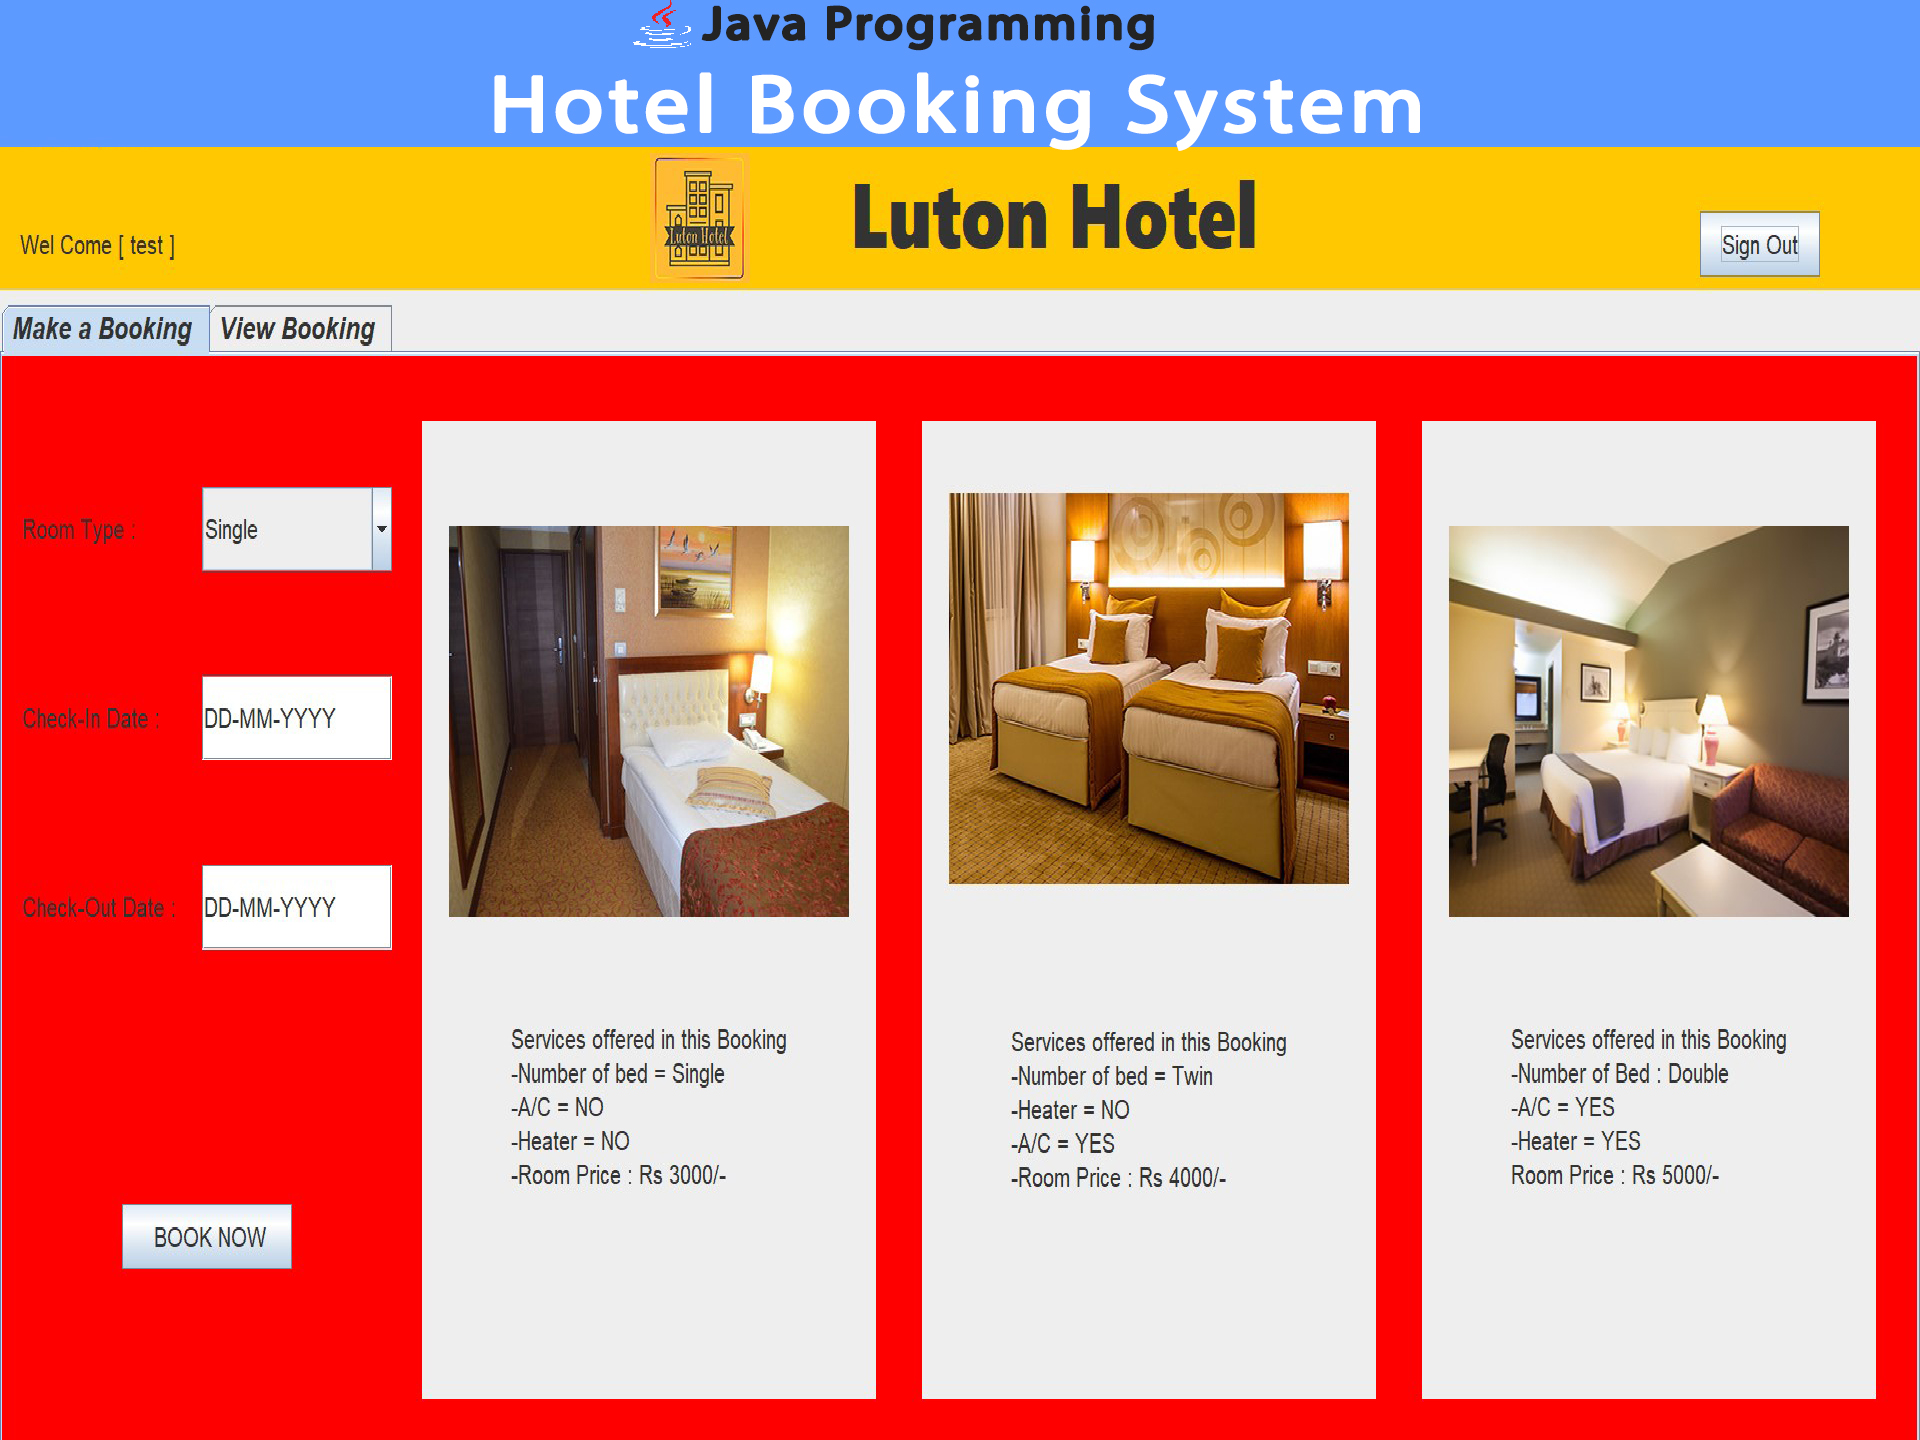 Java Programming
Hotel Booking System
Luton Hotel
Luton Hotel
Wel Come [ test ]
Sign Out
Make a Booking
View Booking
Room Type :
Single
Check-In Date :
DD-MM-YYYY
Check-Out Date :
DD-MM-YYYY
BOOK NOW
Services offered in this Booking
-Number of bed = Single
-A/C = NO
-Heater = NO
-Room Price : Rs 3000/-
Services offered in this Booking
-Number of bed = Twin
-Heater = NO
-A/C = YES
-Room Price : Rs 4000/-
Services offered in this Booking
-Number of Bed : Double
-A/C = YES
-Heater = YES
Room Price : Rs 5000/-